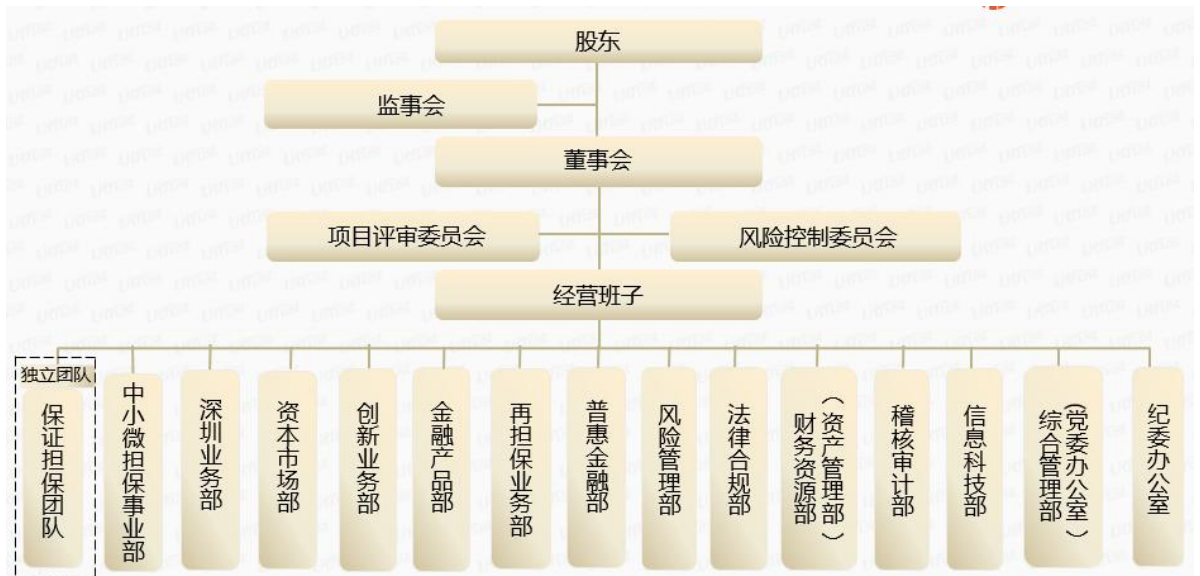 股东
监事会
董事会
项目评审委员会
风险控制委员会
经营班子
独立团队
保证担保团队
中小微担保事业部
深圳业务部
资本市场部
创新业务部
金融产品部
再担保业务部
普惠金融部
风险管理部
法律合规部
财务资源部
（资产管理部）
稽核审计部
信息科技部
综合管理部
(党委办公室）
纪委办公室